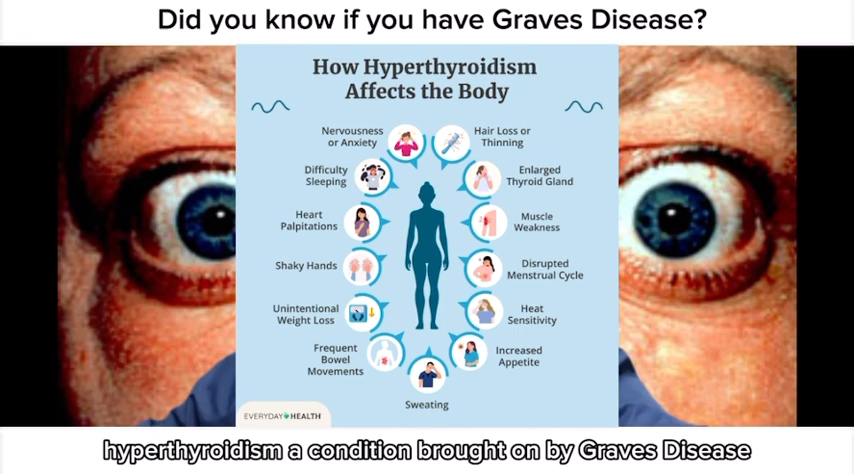 Did you know if you have Graves Disease?
How Hyperthyroidism
Affects the Body
Nervousness
or Anxiety
Hair Loss or
Thinning
Difficulty
Sleeping
Enlarged
Thyroid Gland
Heart
Palpitations
Muscle
Weakness
Shaky Hands
Disrupted
Menstrual Cycle
Unintentional
Weight Loss
Heat
Sensitivity
Frequent
Bowel
Movements
Increased
Appetite
Sweating
EVERYDAY HEALTH
hyperthyroidism a condition brought on by Graves Disease